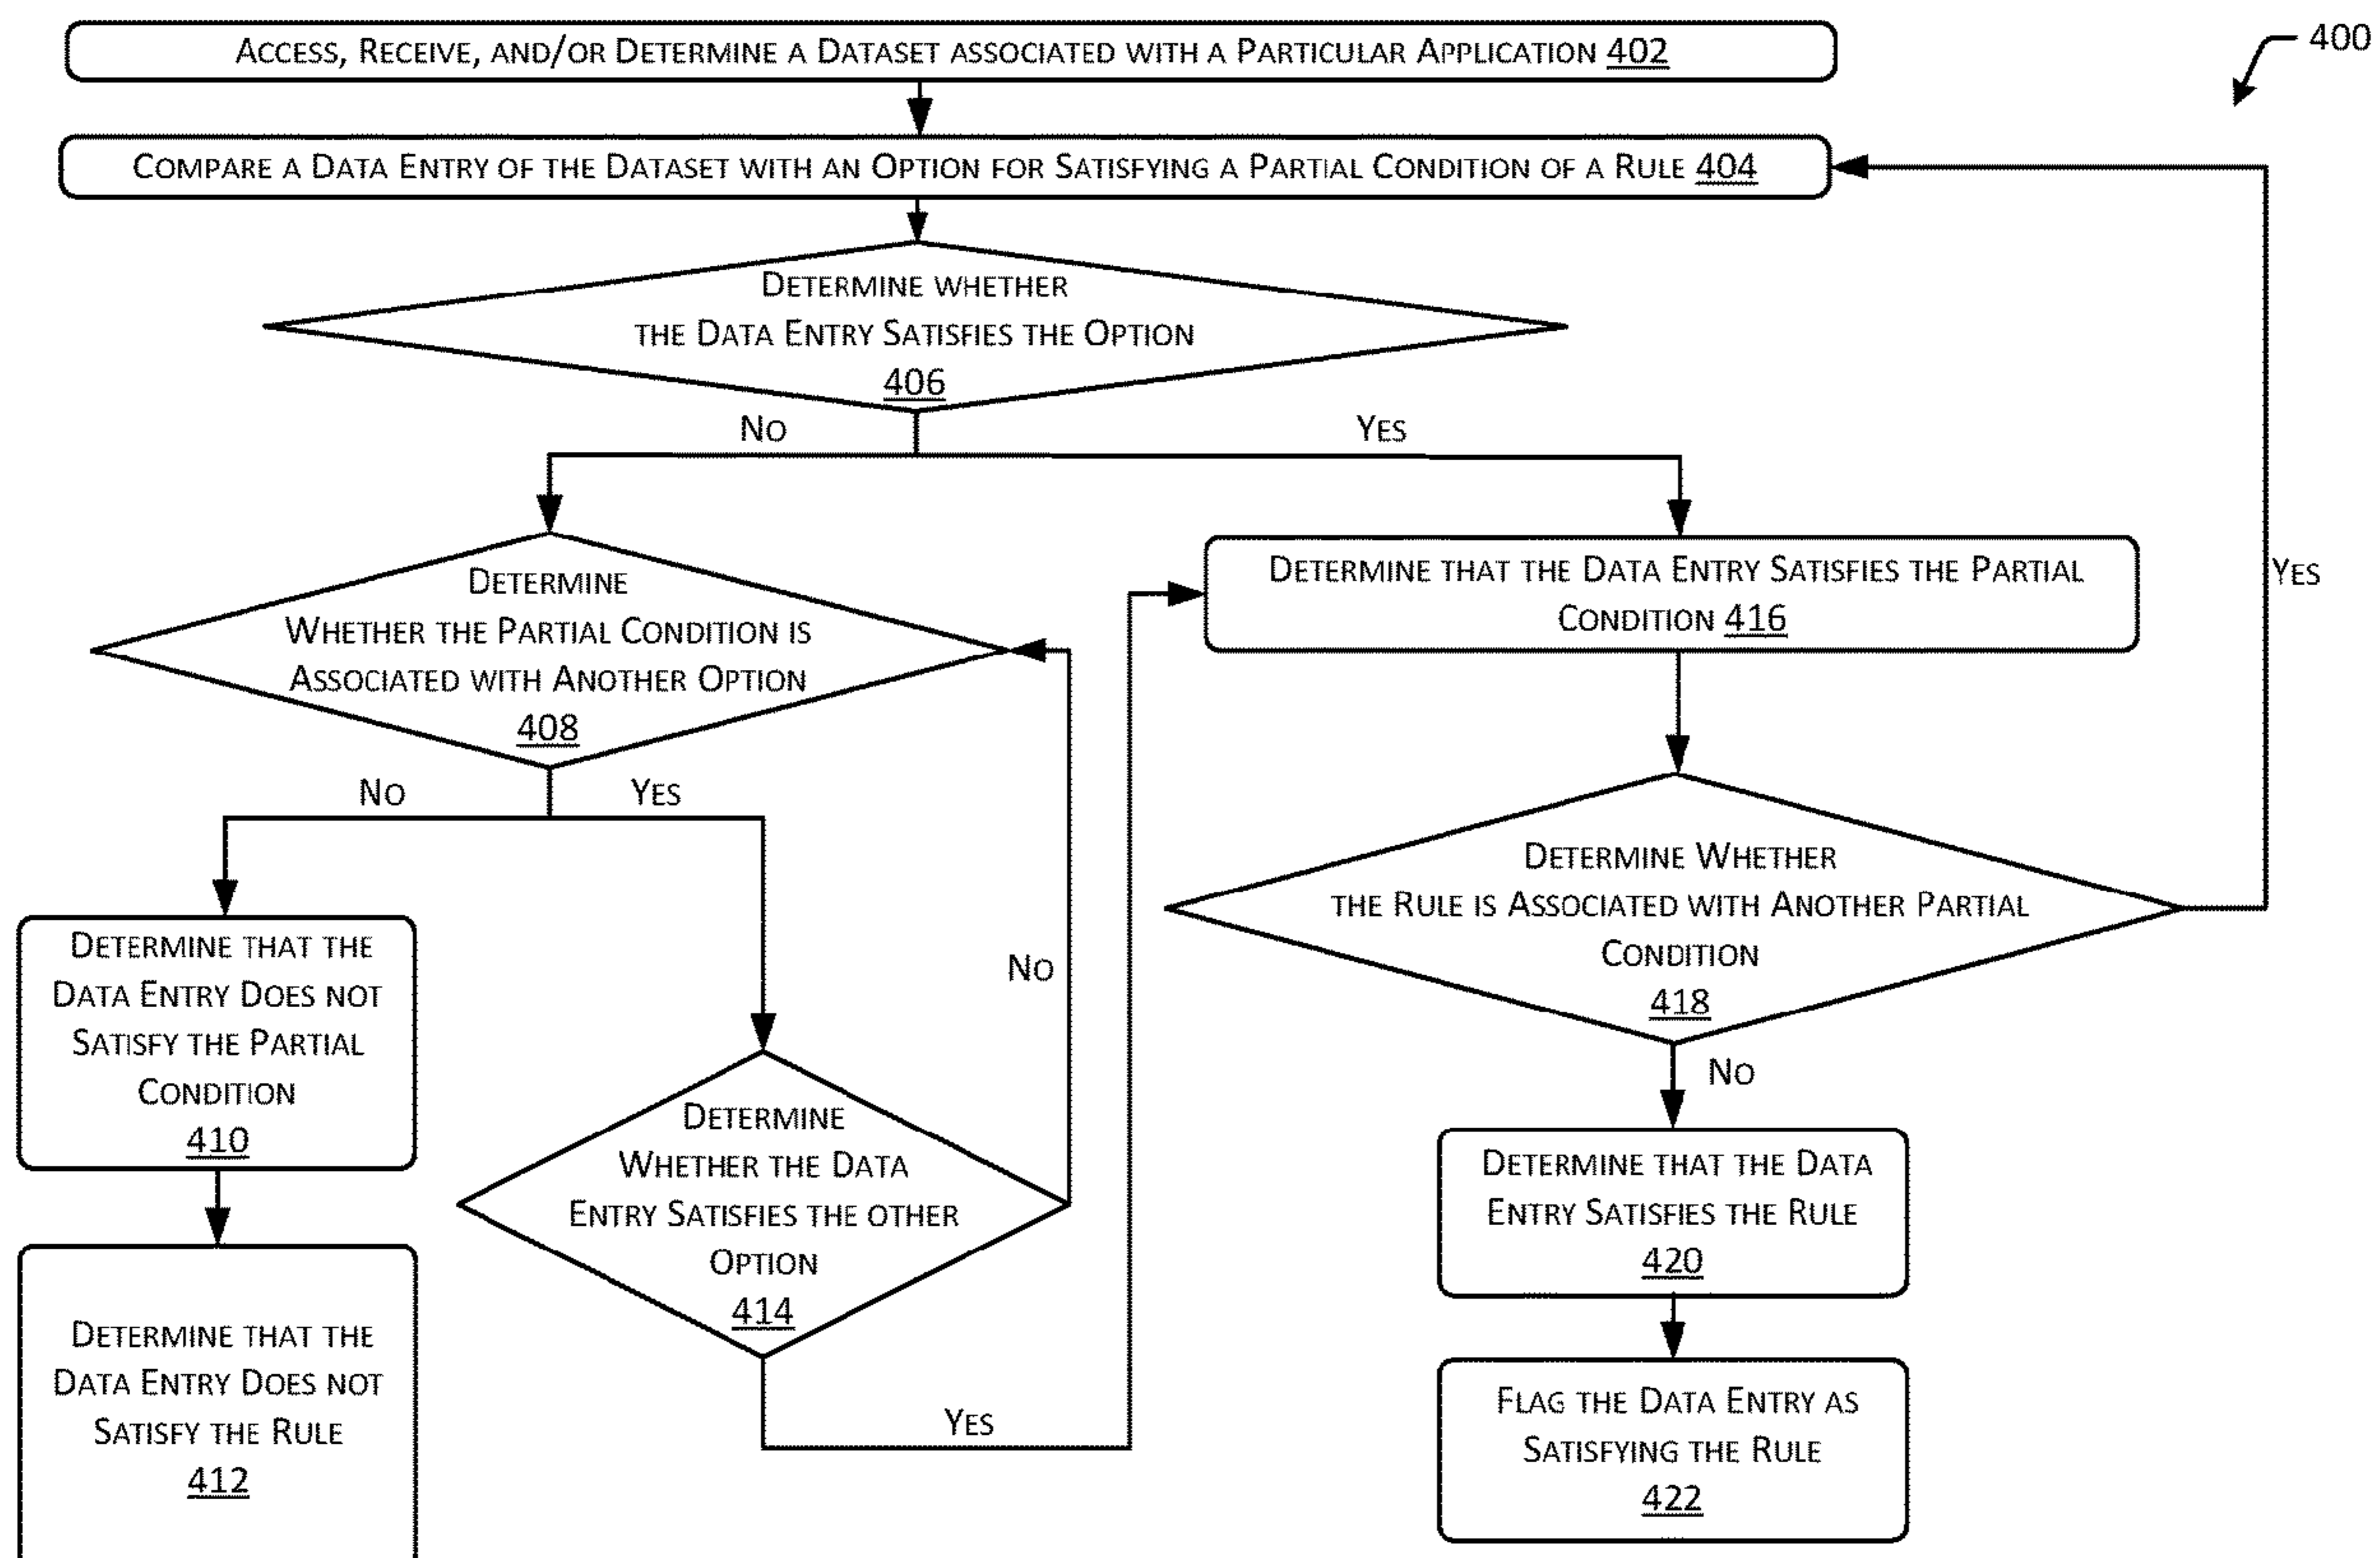 ACCESS, RECEIVE, AND/OR DETERMINE A DATASET ASSOCIATED WITH A PARTICULAR APPLICATION 402
400
COMPARE A DATA ENTRY OF THE DATASET WITH AN OPTION FOR SATISFYING A PARTIAL CONDITION OF A RULE 404
DETERMINE WHETHER
THE DATA ENTRY SATISFIES THE OPTION
406
NO
YES
DETERMINE
WHETHER THE PARTIAL CONDITION IS
ASSOCIATED WITH ANOTHER OPTION
408
DETERMINE THAT THE DATA ENTRY SATISFIES THE PARTIAL
CONDITION 416
YES
NO
YES
DETERMINE THAT THE
DATA ENTRY DOES NOT
SATISFY THE PARTIAL
CONDITION
410
NO
DETERMINE WHETHER
THE RULE IS ASSOCIATED WITH ANOTHER PARTIAL
CONDITION
418
NO
DETERMINE
WHETHER THE DATA
ENTRY SATISFIES THE OTHER
OPTION
414
YES
DETERMINE THAT THE DATA
ENTRY SATISFIES THE RULE
420
DETERMINE THAT THE
DATA ENTRY DOES NOT
SATISFY THE RULE
412
FLAG THE DATA ENTRY AS
SATISFYING THE RULE
422